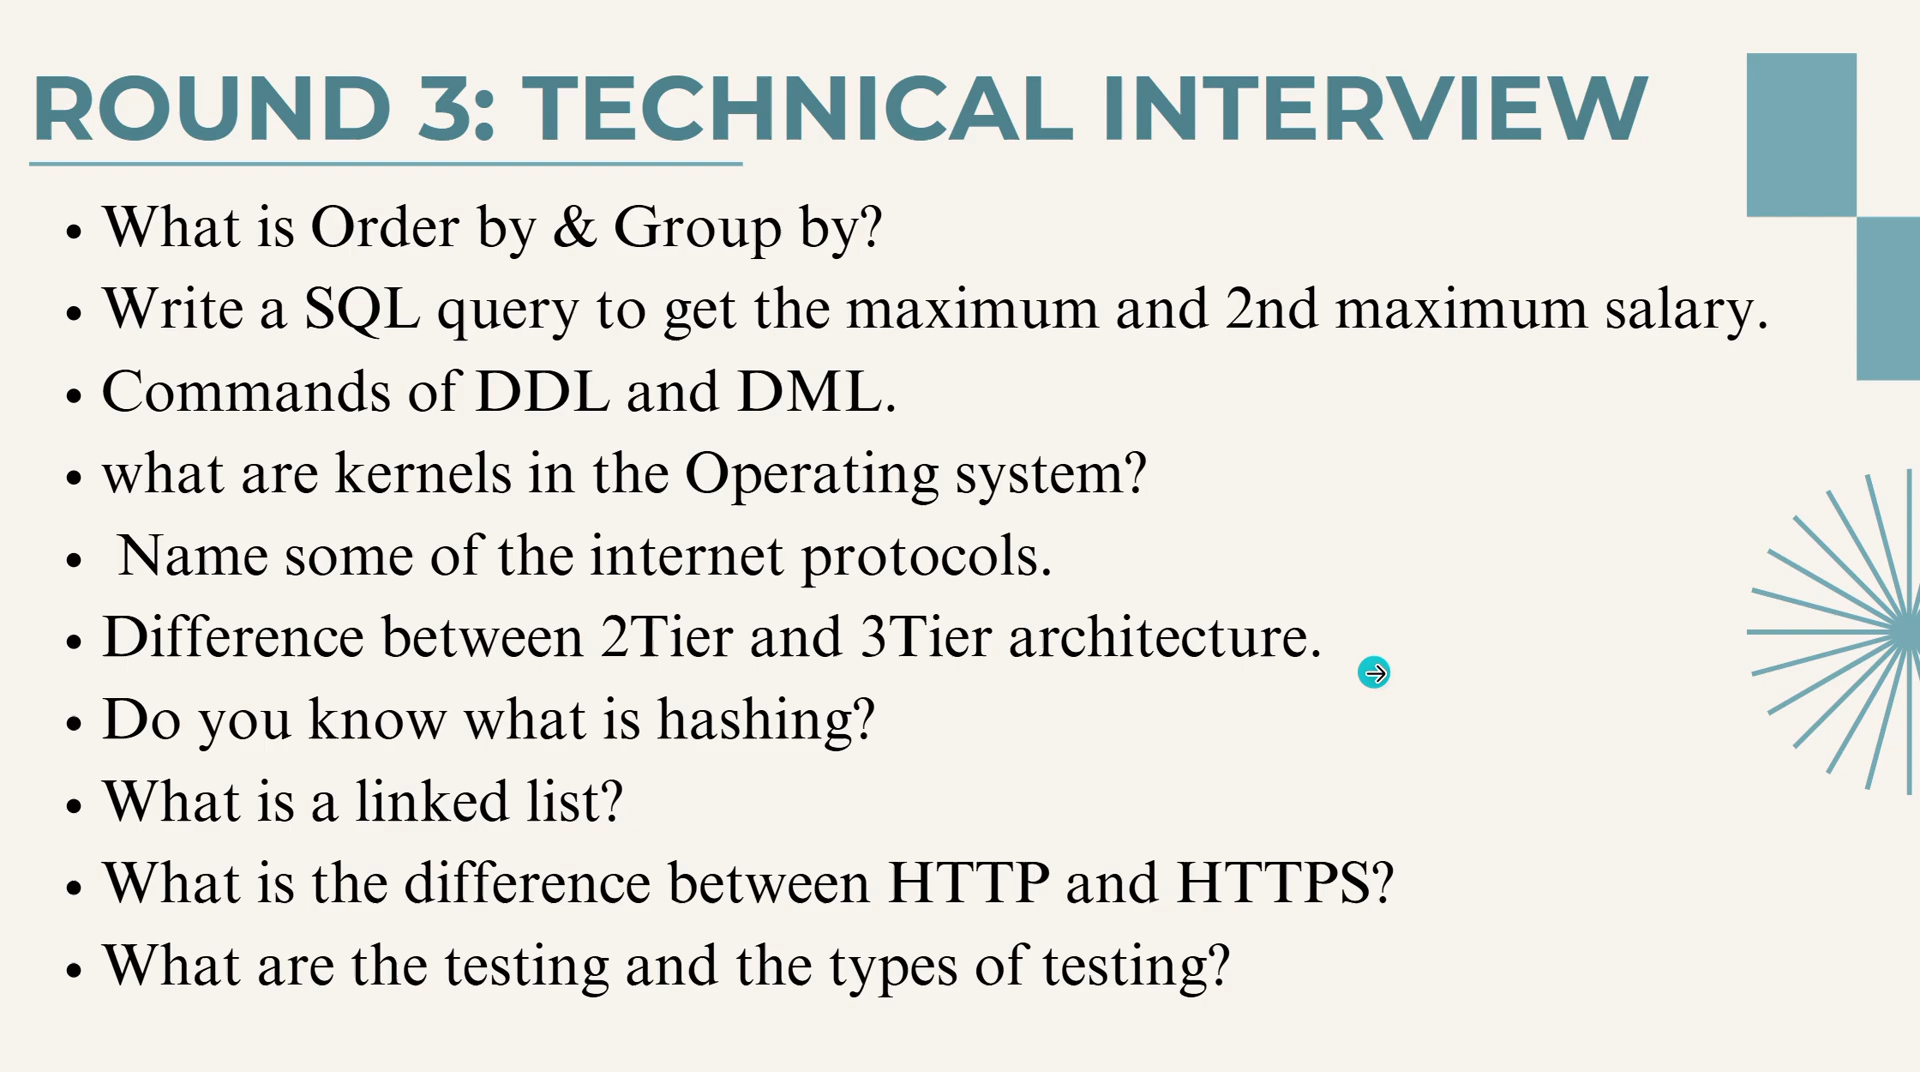 ROUND 3: TECHNICAL INTERVIEW
• What is Order by & Group by?
• Write a SQL query to get the maximum and 2nd maximum salary.
• Commands of DDL and DML.
• what are kernels in the Operating system?
• Name some of the internet protocols.
• Difference between 2Tier and 3Tier architecture.
• Do you know what is hashing?
• What is a linked list?
• What is the difference between HTTP and HTTPS?
• What are the testing and the types of testing?